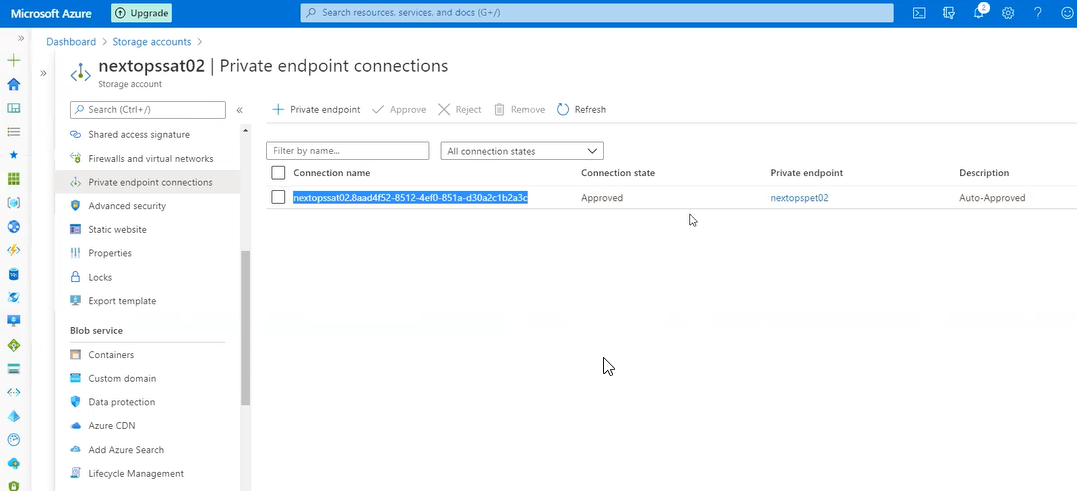 Microsoft Azure
Upgrade
Search resources, services, and docs (G+/)
2
Dashboard > Storage accounts >
nextopssat02 | Private endpoint connections
Storage account
Search (Ctrl+/)
Private endpoint
Approve
Reject
Remove
Refresh
Shared access signature
Firewalls and virtual networks
Private endpoint connections
Advanced security
Static website
Properties
Locks
Export template
Blob service
Containers
Custom domain
Data protection
Azure CDN
Add Azure Search
Lifecycle Management
Filter by name...
All connection states
Connection name Connection state Private endpoint Description
nextopssat02.8aad4f52-8512-4ef0-851a-d30a2c1b2a3c Approved nextopspet02 Auto-Approved